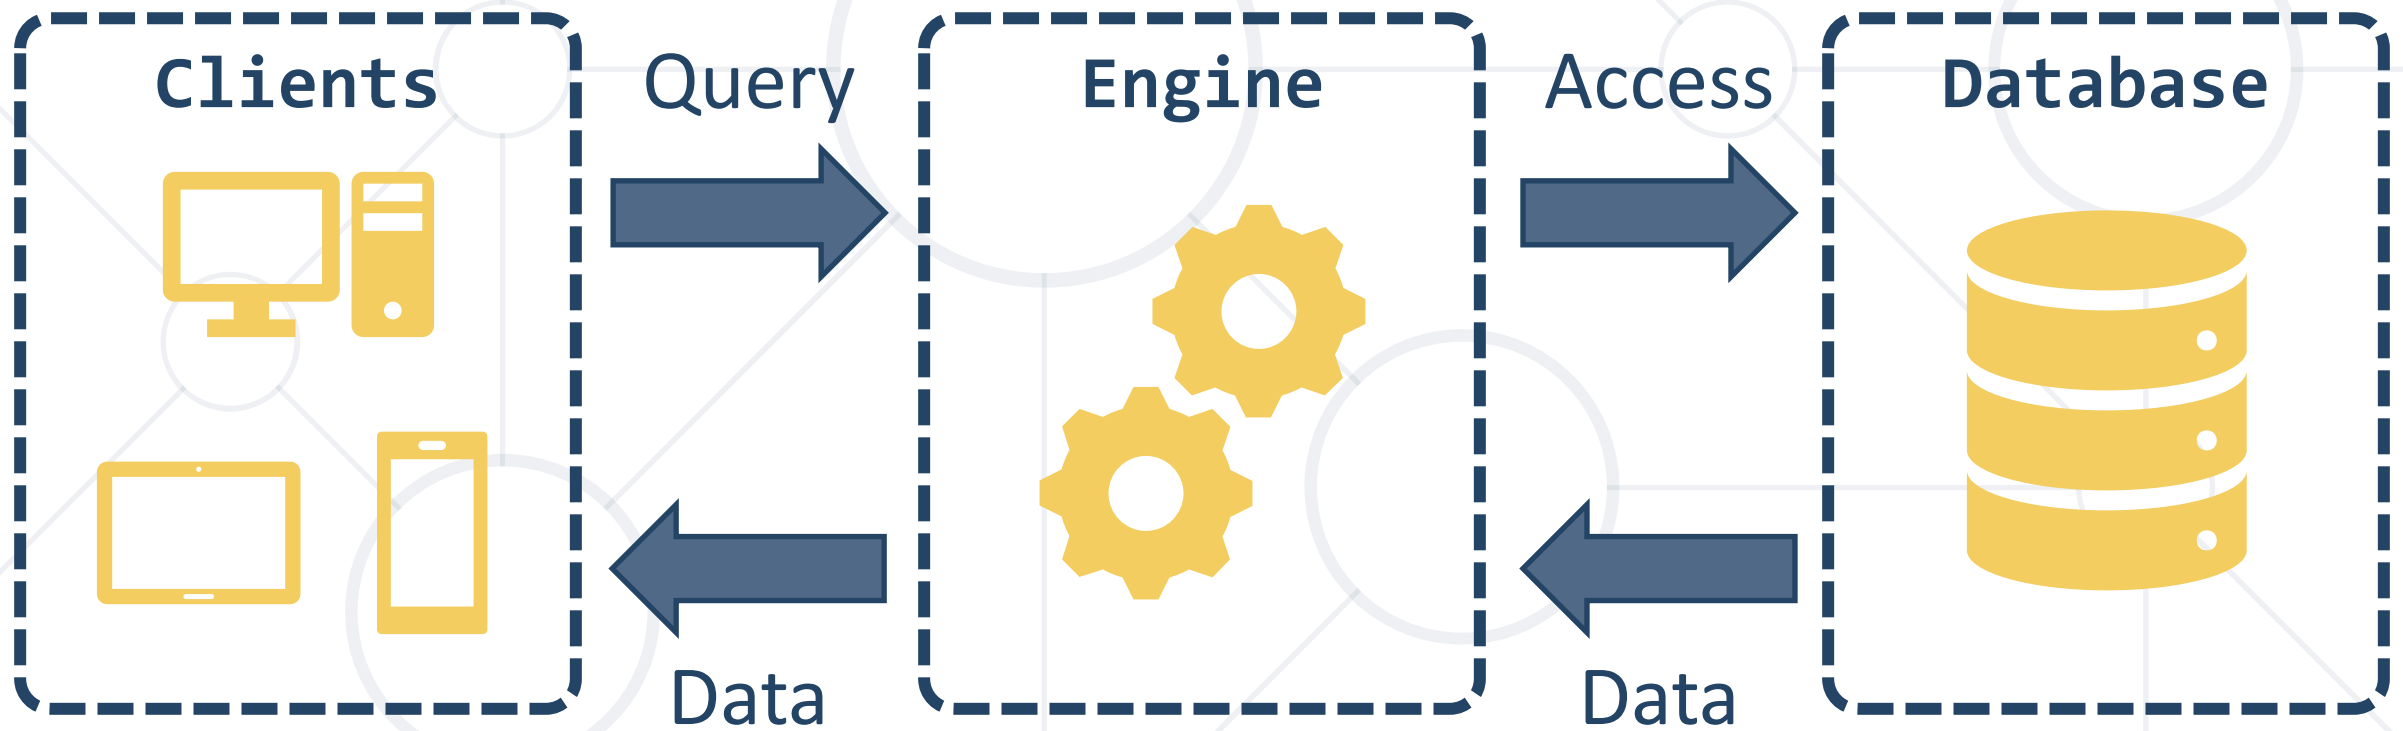 Clients
Query
Engine
Access
Database
Data
Data